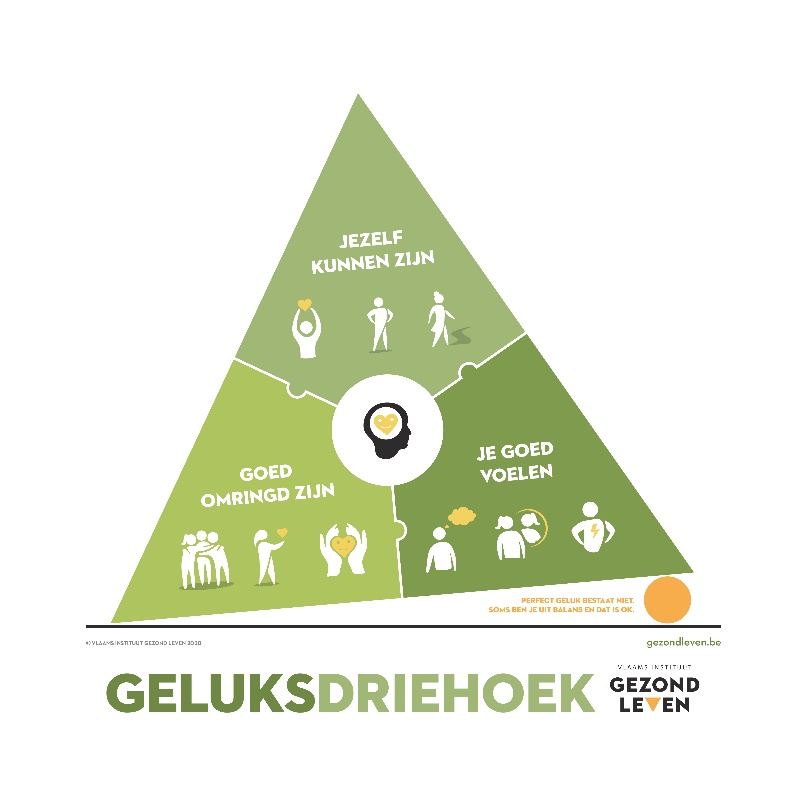 JEZELF
KUNNEN ZIJN
JE GOED
VOELEN
GOED
OMRINGD ZIJN
PERFECT GELUK BESTAAT NIET.
SOMS BEN JE UIT BALANS EN DAT IS OK.
© VLAAMS INSTITUUT GEZOND LEVEN 2020
gezondleven.be
GELUKSDRIEHOEK
VLAAMS INSTITUUT
GEZOND
LEVEN